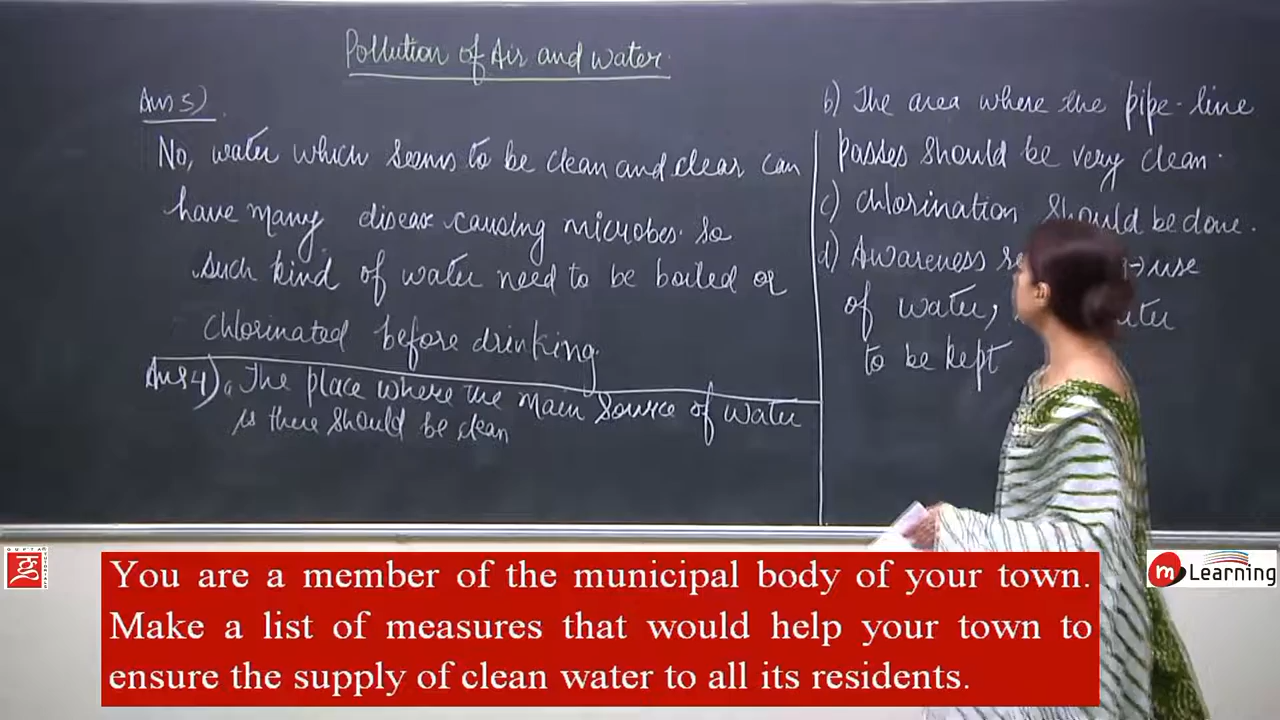 Pollution of Air and water.
Ans 5)
No, water which seems to be clean and clear can
have many disease causing microbes. so
such kind of water need to be boiled or
chlorinated before drinking.
Ans 4) a. The place where the main source of water
is there should be clean
b) The area where the pipe-line
passes should be very clean.
c) chlorination should be done.
d) Awareness → use
of water,
to be kept
You are a member of the municipal body of your town.
Make a list of measures that would help your town to
ensure the supply of clean water to all its residents.
GUPTA
TUTORIALS
m Learning